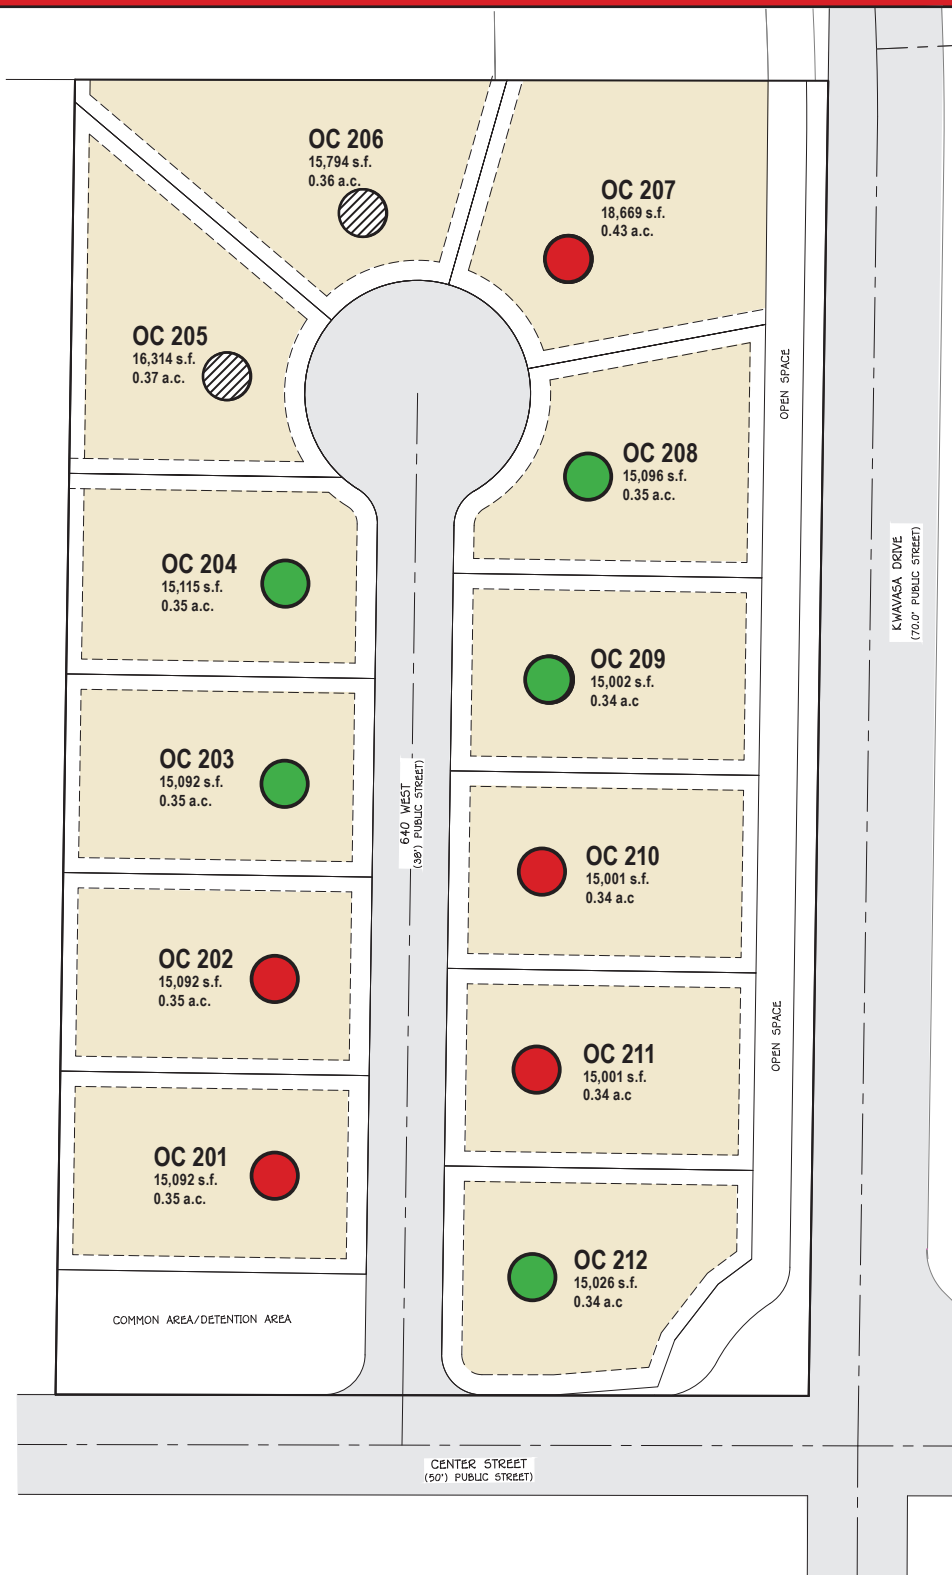 OC 206
15,794 s.f.
0.36 a.c.
OC 207
18,669 s.f.
0.43 a.c.
OC 205
16,314 s.f.
0.37 a.c.
OPEN SPACE
OC 208
15,096 s.f.
0.35 a.c.
OC 204
15,115 s.f.
0.35 a.c.
KWAVASA DRIVE
(70.0' PUBLIC STREET)
OC 209
15,002 s.f.
0.34 a.c
OC 203
15,092 s.f.
0.35 a.c.
640 WEST
(38') PUBLIC STREET)
OC 210
15,001 s.f.
0.34 a.c
OC 202
15,092 s.f.
0.35 a.c.
OPEN SPACE
OC 211
15,001 s.f.
0.34 a.c
OC 201
15,092 s.f.
0.35 a.c.
OC 212
15,026 s.f.
0.34 a.c
COMMON AREA/DETENTION AREA
CENTER STREET
(50') PUBLIC STREET)